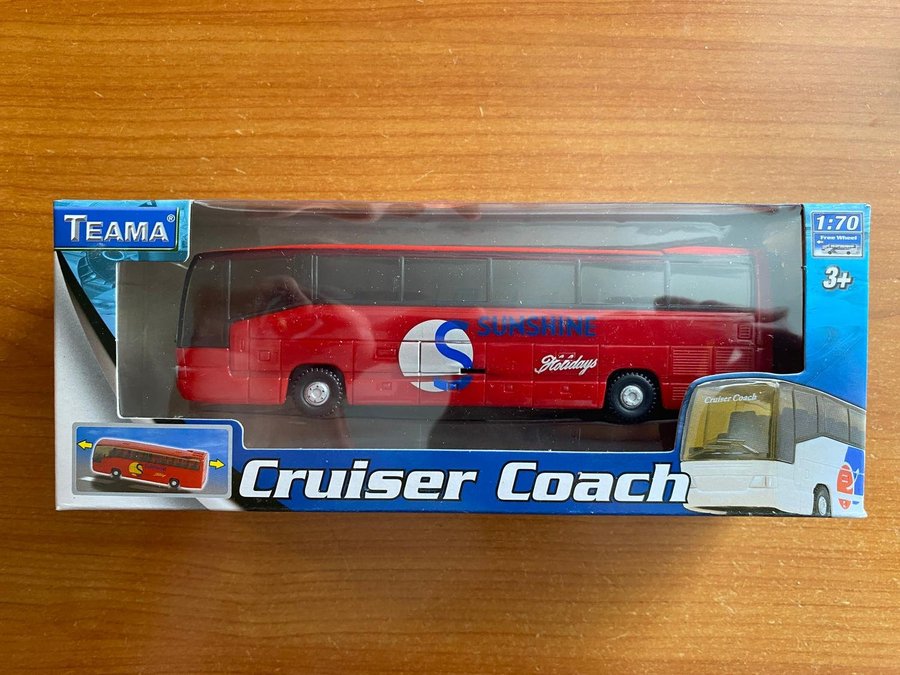 TEAMA®
1:70
Free Wheel
3+
S
SUNSHINE
Holidays
Cruiser Coach
Cruiser Coach